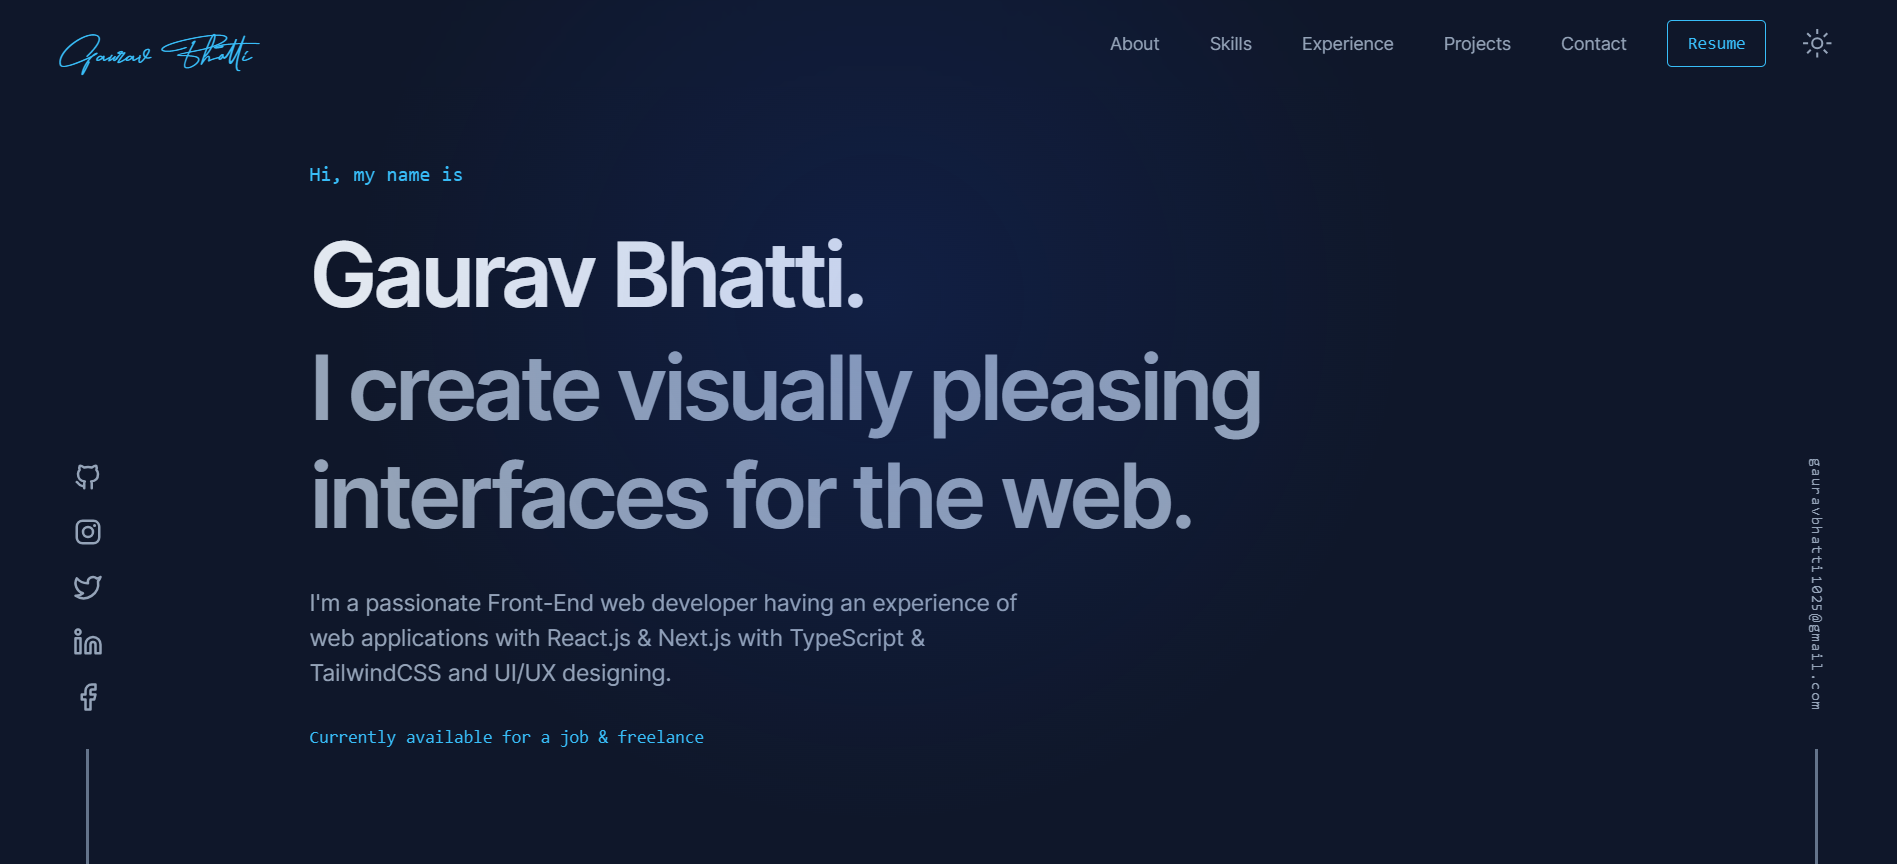 Gaurav Bhatti
About Skills Experience Projects Contact Resume
Hi, my name is
Gaurav Bhatti.
I create visually pleasing
interfaces for the web.
I'm a passionate Front-End web developer having an experience of
web applications with React.js & Next.js with TypeScript &
TailwindCSS and UI/UX designing.
Currently available for a job & freelance
gauravbhatti1025@gmail.com